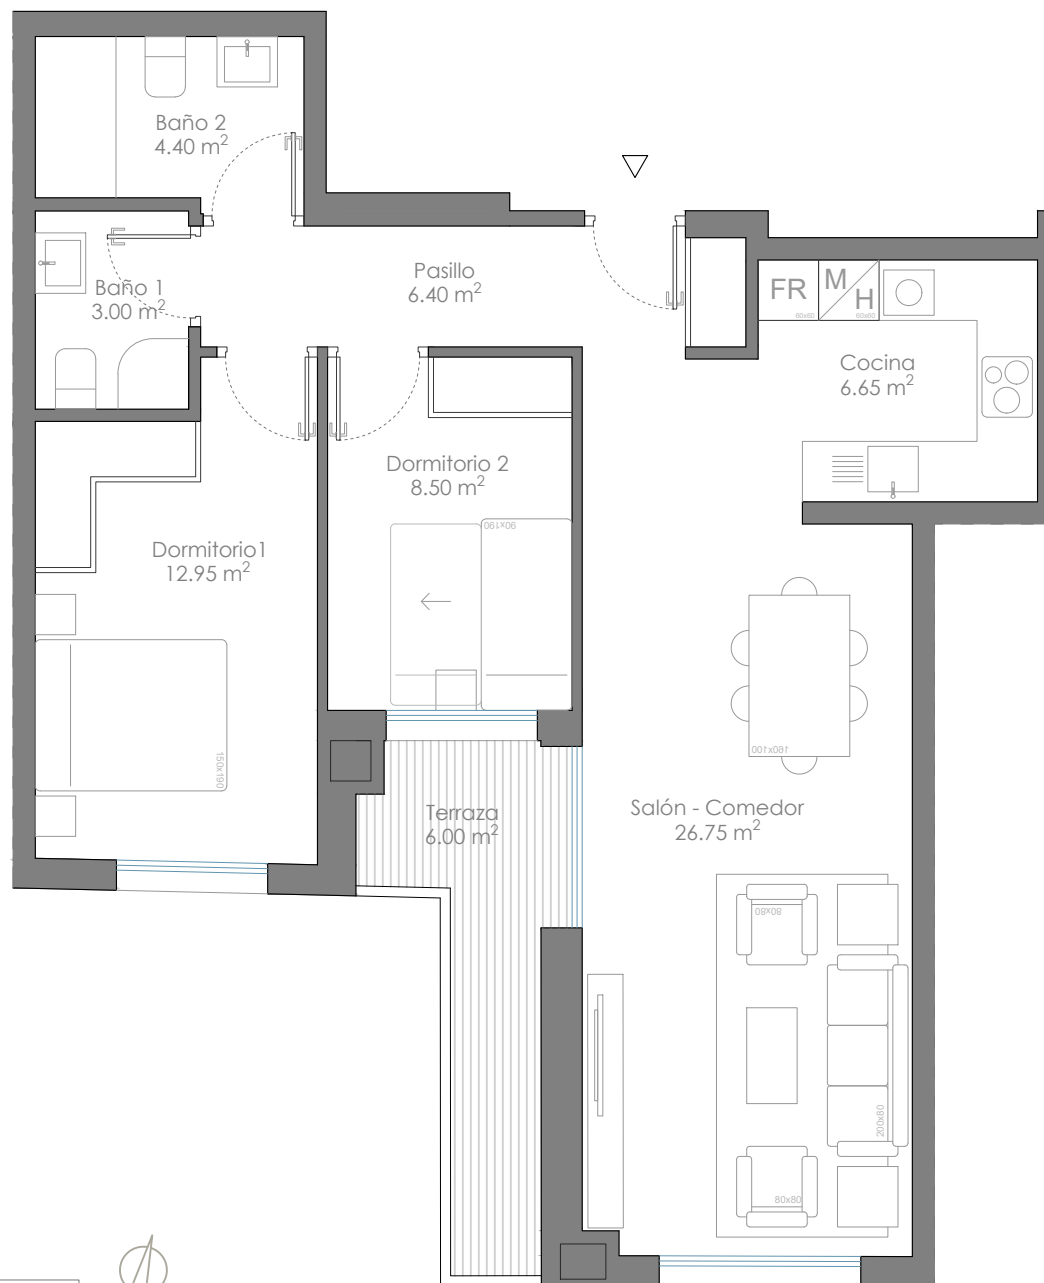 Baño 2
4.40 m²
Pasillo
6.40 m²
Baño 1
3.00 m²
FR
60x60
M
H
60x60
Cocina
6.65 m²
Dormitorio 2
8.50 m²
90x190
Dormitorio1
12.95 m²
150x190
160x100
Terraza
6.00 m²
Salón - Comedor
26.75 m²
80x80
200x80
80x80